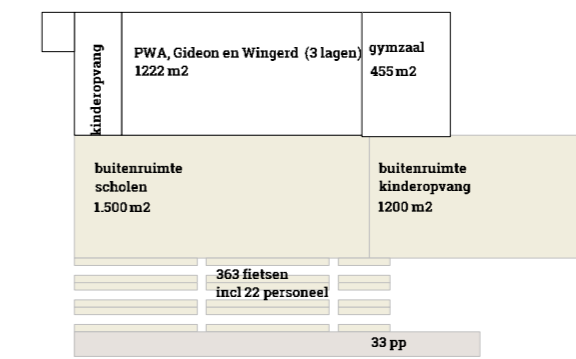 kinderopvang
PWA, Gideon en Wingerd (3 lagen)
1222 m2
gymzaal
455 m2
buitenruimte
scholen
1.500 m2
buitenruimte
kinderopvang
1200 m2
363 fietsen
incl 22 personeel
33 pp